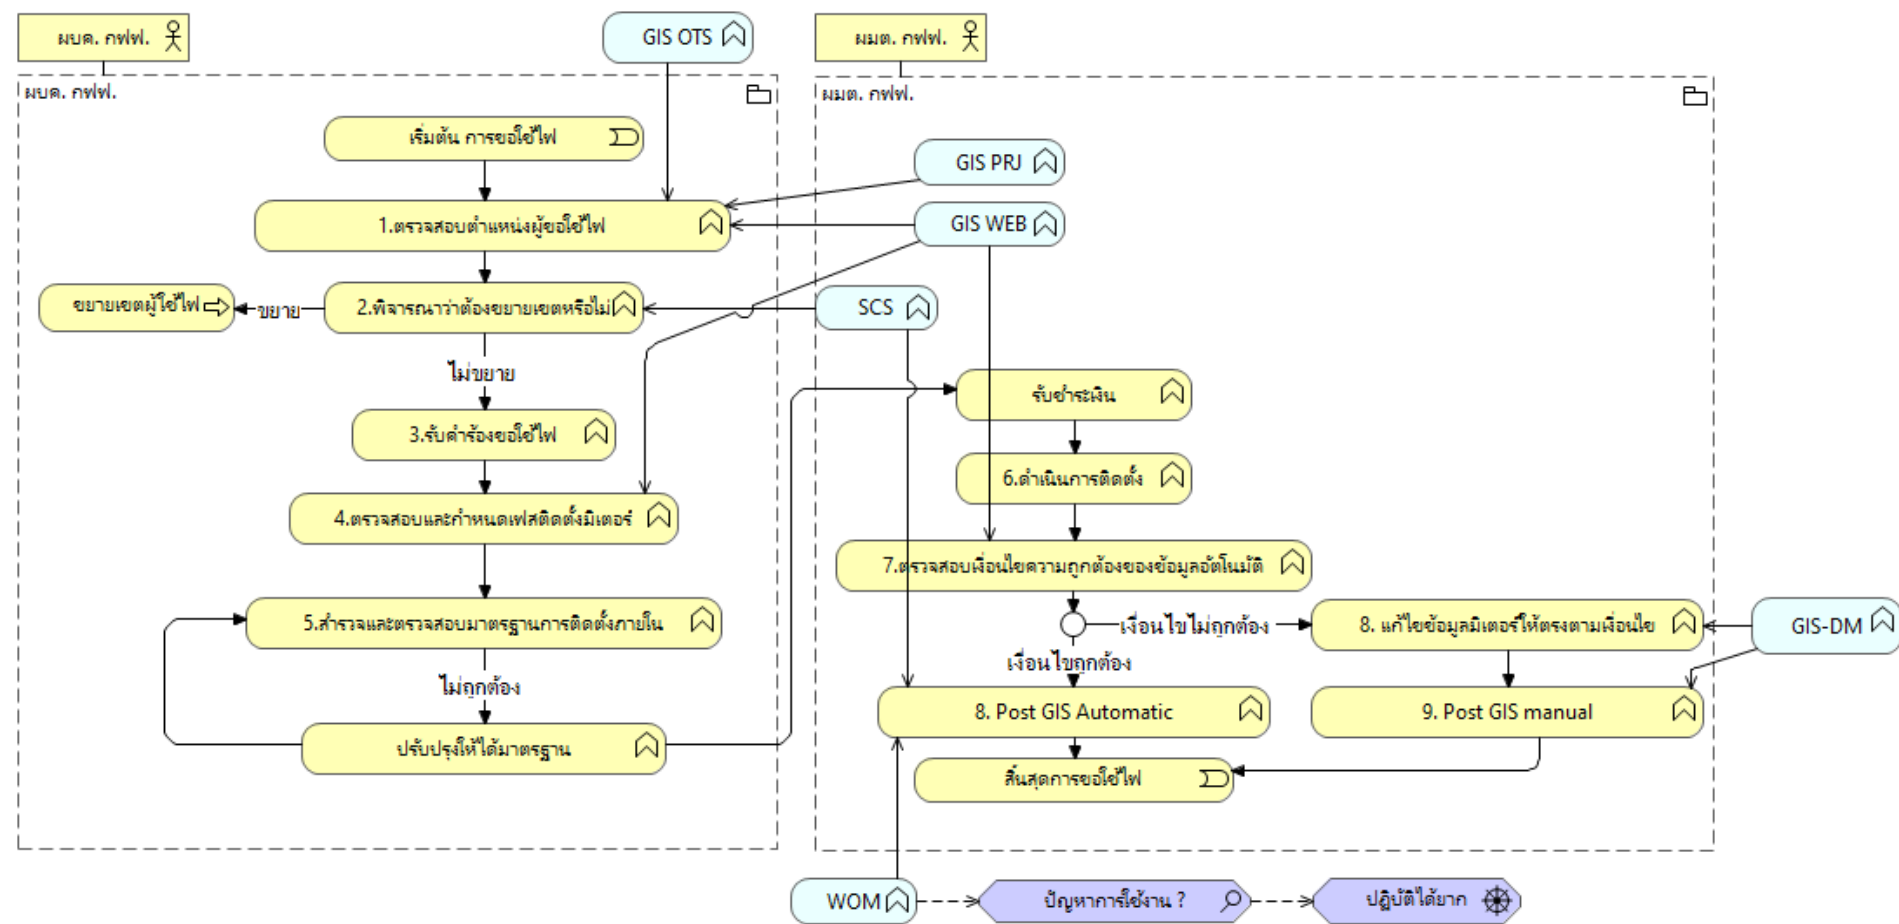 ผบค. กฟฟ.
GIS OTS
ผมต. กฟฟ.
ผบค. กฟฟ.
ผมต. กฟฟ.
เริ่มต้น การขอใช้ไฟ
GIS PRJ
1.ตรวจสอบตำแหน่งผู้ขอใช้ไฟ
GIS WEB
ขยายเขตผู้ใช้ไฟ
ขยาย
2.พิจารณาว่าต้องขยายเขตหรือไม่
SCS
ไม่ขยาย
รับชำระเงิน
3.รับคำร้องขอใช้ไฟ
6.ดำเนินการติดตั้ง
4.ตรวจสอบและกำหนดเฟสติดตั้งมิเตอร์
7.ตรวจสอบเงื่อนไขความถูกต้องของข้อมูลอัตโนมัติ
5.สำรวจและตรวจสอบมาตรฐานการติดตั้งภายใน
เงื่อนไขไม่ถูกต้อง
8. แก้ไขข้อมูลมิเตอร์ให้ตรงตามเงื่อนไข
GIS-DM
เงื่อนไขถูกต้อง
ไม่ถูกต้อง
8. Post GIS Automatic
9. Post GIS manual
ปรับปรุงให้ได้มาตรฐาน
สิ้นสุดการขอใช้ไฟ
WOM
ปัญหาการใช้งาน ?
ปฏิบัติได้ยาก